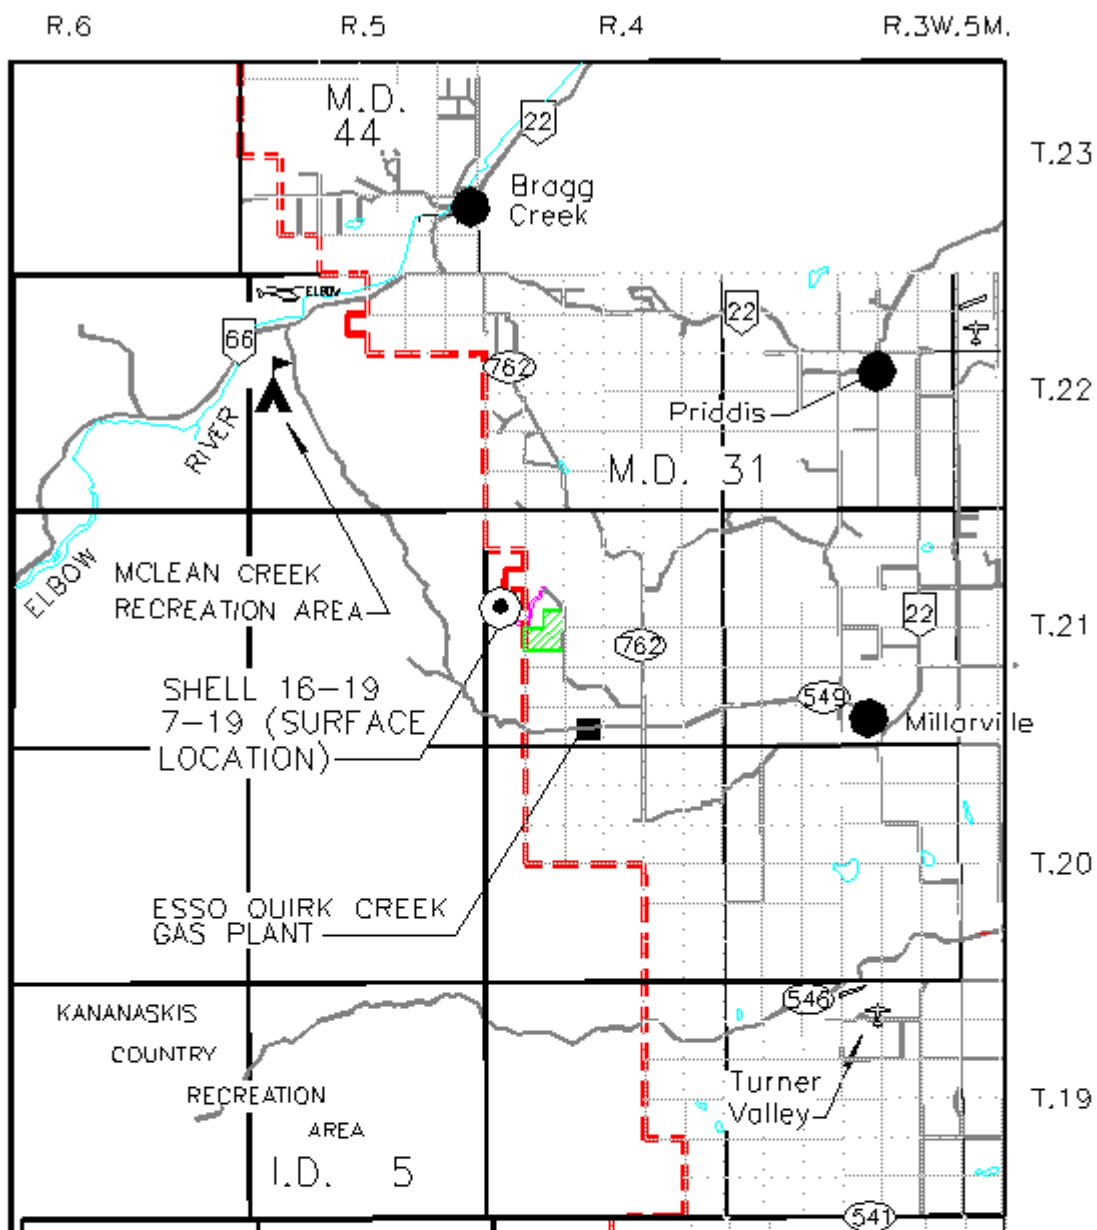 R.6 R.5 R.4 R.3W.5M.
M.D.
44
22
T.23
Bragg
Creek
ELBOW
22
66
762
T.22
Priddis
RIVER
M.D. 31
ELBOW
MCLEAN CREEK
RECREATION AREA
22
T.21
762
SHELL 16-19
7-19 (SURFACE
LOCATION)
549
Millarville
T.20
ESSO QUIRK CREEK
GAS PLANT
546
KANANASKIS
COUNTRY
RECREATION
AREA
Turner
Valley
T.19
I.D. 5
541